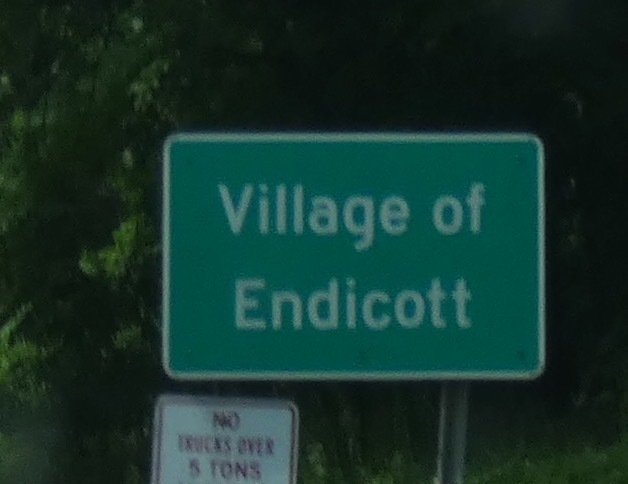 Village of
Endicott
NO
TRUCKS OVER
5 TONS